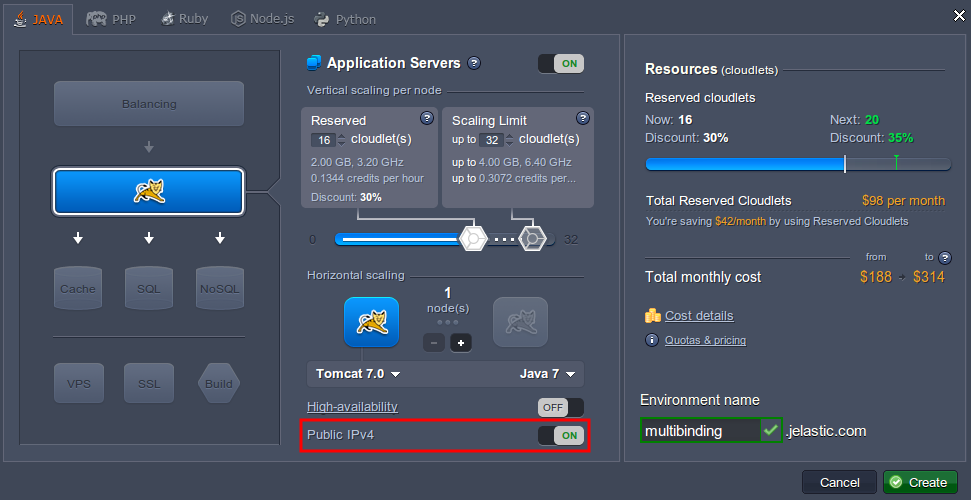 JAVA
PHP
Ruby
Node.js
Python
Balancing
Cache
SQL
NoSQL
VPS
SSL
Build
Application Servers ?
ON
Vertical scaling per node
Reserved ?
16 cloudlet(s)
2.00 GB, 3.20 GHz
0.1344 credits per hour
Discount: 30%
Scaling Limit ?
up to 32 cloudlet(s)
up to 4.00 GB, 6.40 GHz
up to 0.3072 credits per...
0
32
Horizontal scaling
1
node(s)
Tomcat 7.0
Java 7
High-availability
OFF
Public IPv4
ON
Resources (cloudlets)
Reserved cloudlets
Now: 16 Next: 20
Discount: 30% Discount: 35%
Total Reserved Cloudlets $98 per month
You're saving $42/month by using Reserved Cloudlets
from to ?
Total monthly cost $188 $314
Cost details
Quotas & pricing
Environment name
multibinding .jelastic.com
Cancel
Create